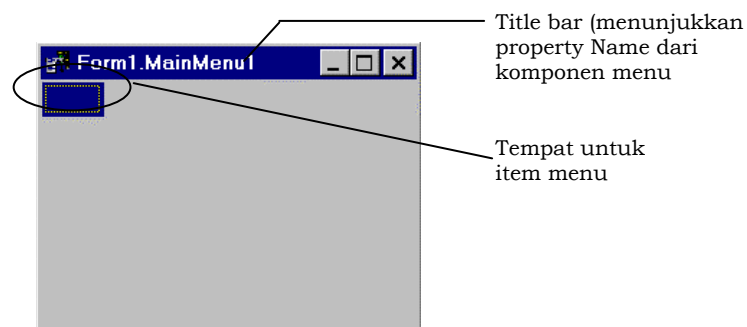 Title bar (menunjukkan
property Name dari
komponen menu
Form1.MainMenu1
Tempat untuk
item menu